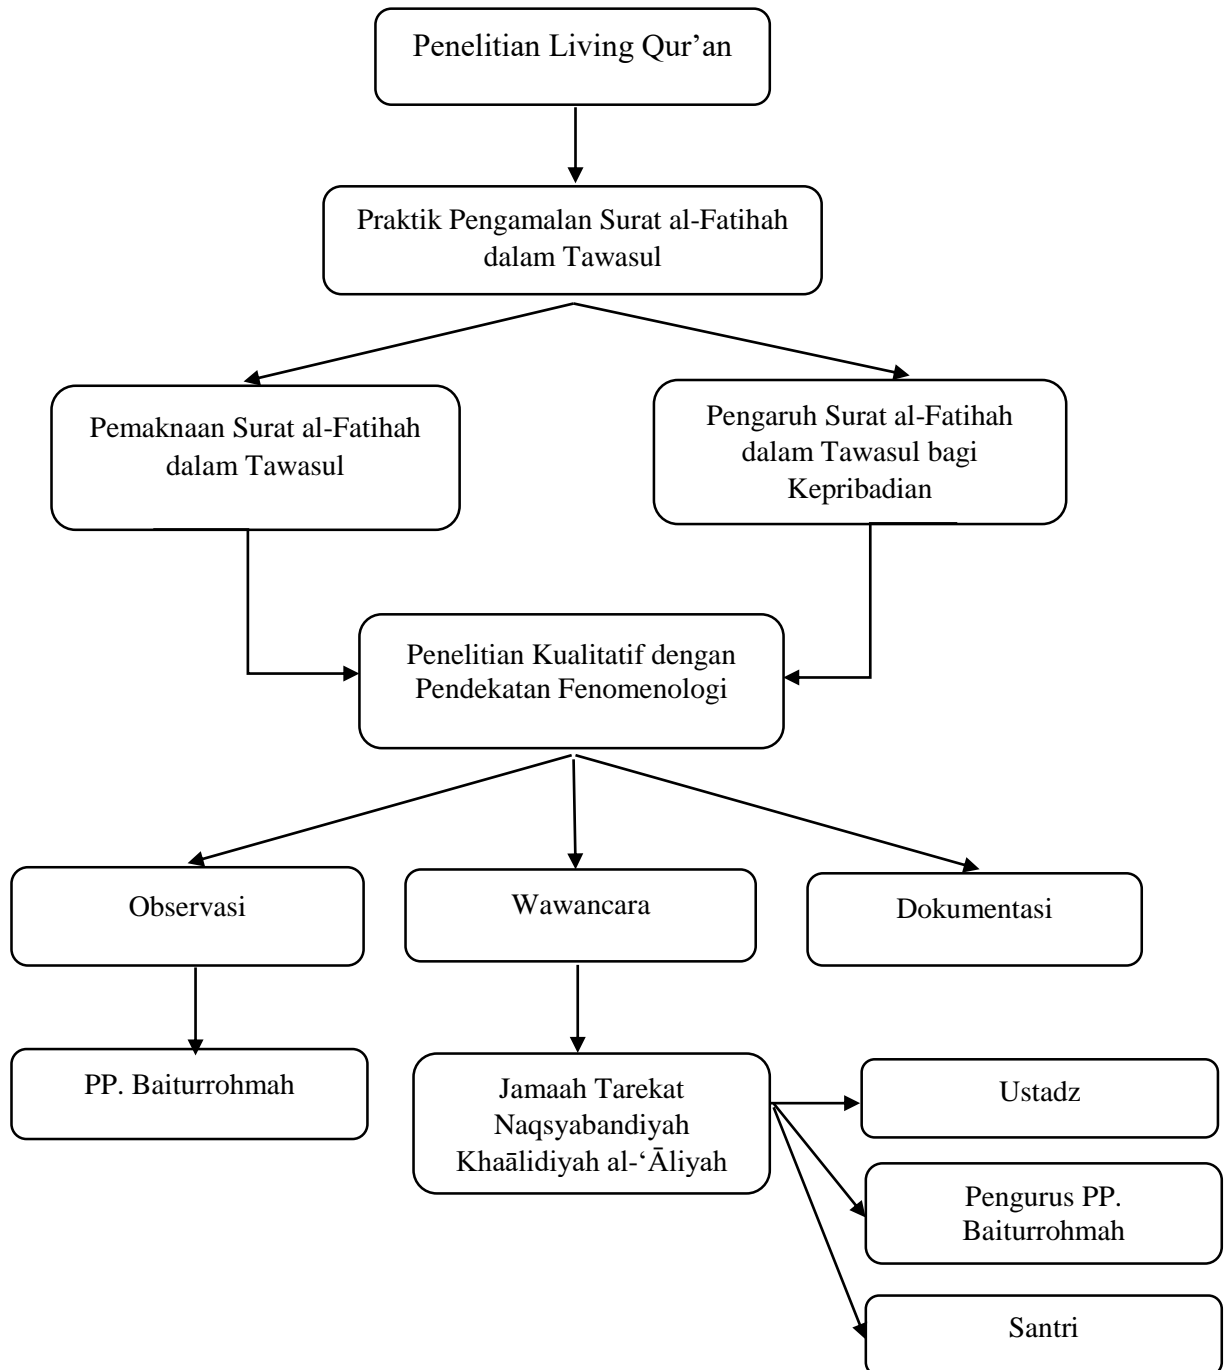 Penelitian Living Qur’an
Praktik Pengamalan Surat al-Fatihah
dalam Tawasul
Pemaknaan Surat al-Fatihah
dalam Tawasul
Pengaruh Surat al-Fatihah
dalam Tawasul bagi
Kepribadian
Penelitian Kualitatif dengan
Pendekatan Fenomenologi
Observasi
Wawancara
Dokumentasi
PP. Baiturrohmah
Jamaah Tarekat
Naqsyabandiyah
Khaālidiyah al-‘Āliyah
Ustadz
Pengurus PP.
Baiturrohmah
Santri